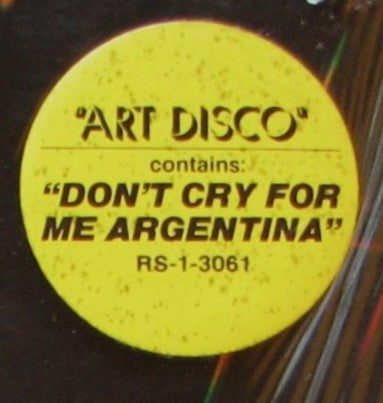 "ART DISCO"
contains:
"DON'T CRY FOR
ME ARGENTINA"
RS-1-3061